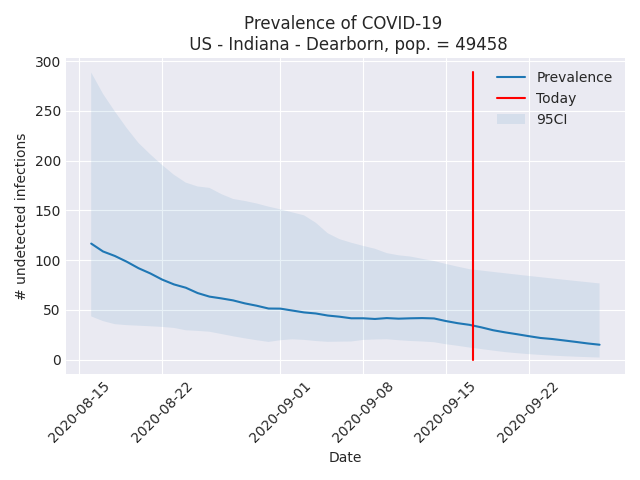 Prevalence of COVID-19
US - Indiana - Dearborn, pop. = 49458
300
250
200
150
100
50
0
# undetected infections
Prevalence
Today
95CI
2020-08-15
2020-08-22
2020-09-01
2020-09-08
2020-09-15
2020-09-22
Date